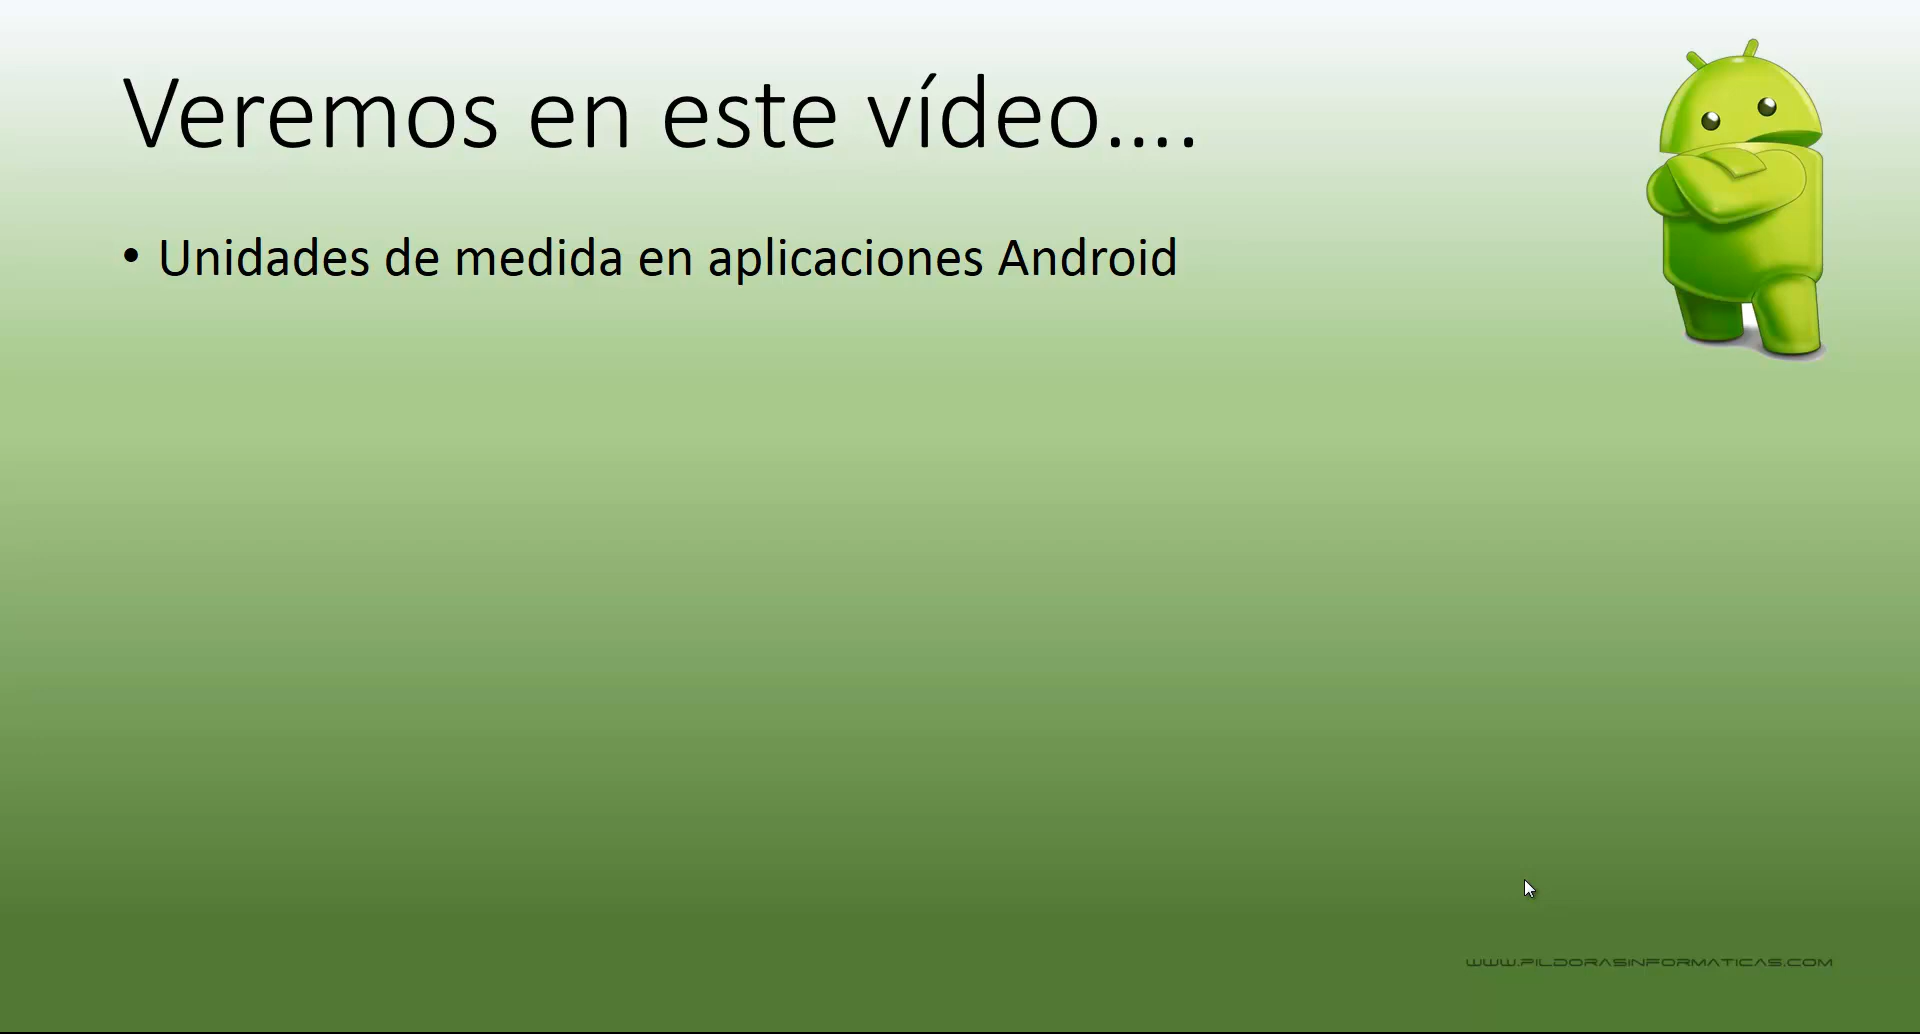 Veremos en este vídeo....
• Unidades de medida en aplicaciones Android
WWW.PILDORASINFORMATICAS.COM